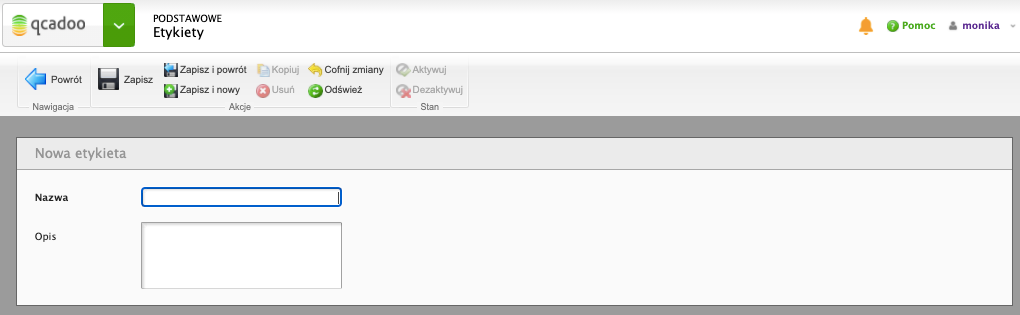 qcadoo
PODSTAWOWE
Etykiety
Pomoc
monika
Powrót
Nawigacja
Zapisz
Zapisz i powrót
Kopiuj
Cofnij zmiany
Zapisz i nowy
Usuń
Odśwież
Akcje
Aktywuj
Dezaktywuj
Stan
Nowa etykieta
Nazwa
Opis